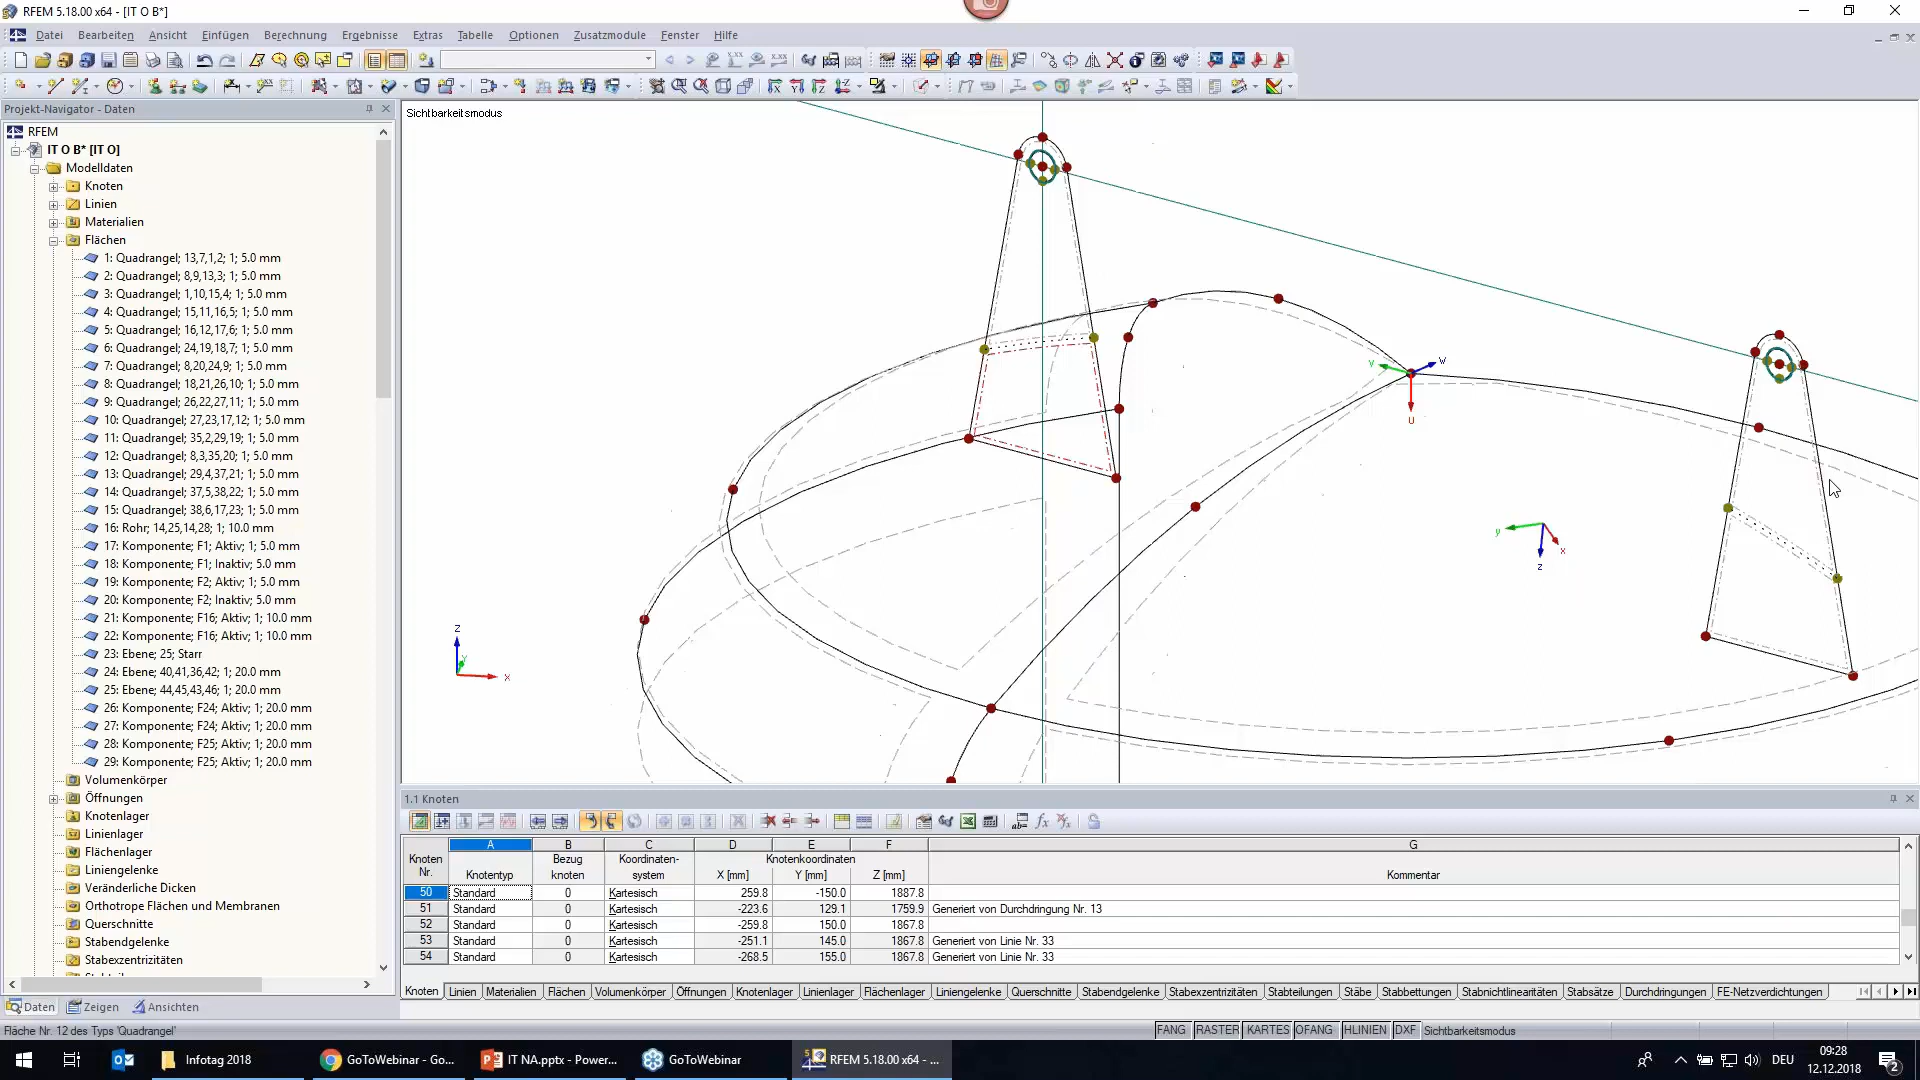 RFEM 5.18.00 x64 - [IT O B*]
Datei Bearbeiten Ansicht Einfügen Berechnung Ergebnisse Extras Tabelle Optionen Zusatzmodule Fenster Hilfe
Projekt-Navigator - Daten
RFEM
IT O B* [IT O]
Modelldaten
Knoten
Linien
Materialien
Flächen
1: Quadrangel; 13,7,1,2; 1; 5.0 mm
2: Quadrangel; 8,9,13,3; 1; 5.0 mm
3: Quadrangel; 1,10,15,4; 1; 5.0 mm
4: Quadrangel; 15,11,16,5; 1; 5.0 mm
5: Quadrangel; 16,12,17,6; 1; 5.0 mm
6: Quadrangel; 24,19,18,7; 1; 5.0 mm
7: Quadrangel; 8,20,24,9; 1; 5.0 mm
8: Quadrangel; 18,21,26,10; 1; 5.0 mm
9: Quadrangel; 26,22,27,11; 1; 5.0 mm
10: Quadrangel; 27,23,17,12; 1; 5.0 mm
11: Quadrangel; 35,2,29,19; 1; 5.0 mm
12: Quadrangel; 8,3,35,20; 1; 5.0 mm
13: Quadrangel; 29,4,37,21; 1; 5.0 mm
14: Quadrangel; 37,5,38,22; 1; 5.0 mm
15: Quadrangel; 38,6,17,23; 1; 5.0 mm
16: Rohr; 14,25,14,28; 1; 10.0 mm
17: Komponente; F1; Aktiv; 1; 5.0 mm
18: Komponente; F1; Inaktiv; 5.0 mm
19: Komponente; F2; Aktiv; 1; 5.0 mm
20: Komponente; F2; Inaktiv; 5.0 mm
21: Komponente; F16; Aktiv; 1; 10.0 mm
22: Komponente; F16; Aktiv; 1; 10.0 mm
23: Ebene; 25; Starr
24: Ebene; 40,41,36,42; 1; 20.0 mm
25: Ebene; 44,45,43,46; 1; 20.0 mm
26: Komponente; F24; Aktiv; 1; 20.0 mm
27: Komponente; F24; Aktiv; 1; 20.0 mm
28: Komponente; F25; Aktiv; 1; 20.0 mm
29: Komponente; F25; Aktiv; 1; 20.0 mm
Volumenkörper
Öffnungen
Knotenlager
Linienlager
Flächenlager
Liniengelenke
Veränderliche Dicken
Orthotrope Flächen und Membranen
Querschnitte
Stabendgelenke
Stabexzentrizitäten
Daten Zeigen Ansichten
Sichtbarkeitsmodus
1.1 Knoten
A B C D E F G
Knoten Bezug Koordinaten- Knotenkoordinaten
Nr. Knotentyp knoten system X [mm] Y [mm] Z [mm] Kommentar
50 Standard 0 Kartesisch 259.8 -150.0 1887.8
51 Standard 0 Kartesisch -223.6 129.1 1759.9 Generiert von Durchdringung Nr. 13
52 Standard 0 Kartesisch -259.8 150.0 1867.8
53 Standard 0 Kartesisch -251.1 145.0 1867.8 Generiert von Linie Nr. 33
54 Standard 0 Kartesisch -268.5 155.0 1867.8 Generiert von Linie Nr. 33
Knoten Linien Materialien Flächen Volumenkörper Öffnungen Knotenlager Linienlager Flächenlager Liniengelenke Querschnitte Stabendgelenke Stabexzentrizitäten Stabteilungen Stäbe Stabbettungen Stabnichtlinearitäten Stabsätze Durchdringungen FE-Netzverdichtungen
Fläche Nr. 12 des Typs 'Quadrangel' FANG RASTER KARTES OFANG HLINIEN DXF Sichtbarkeitsmodus
Infotag 2018 GoToWebinar - Go... IT NA.pptx - Power... GoToWebinar RFEM 5.18.00 x64 - ... DEU 09:28
12.12.2018